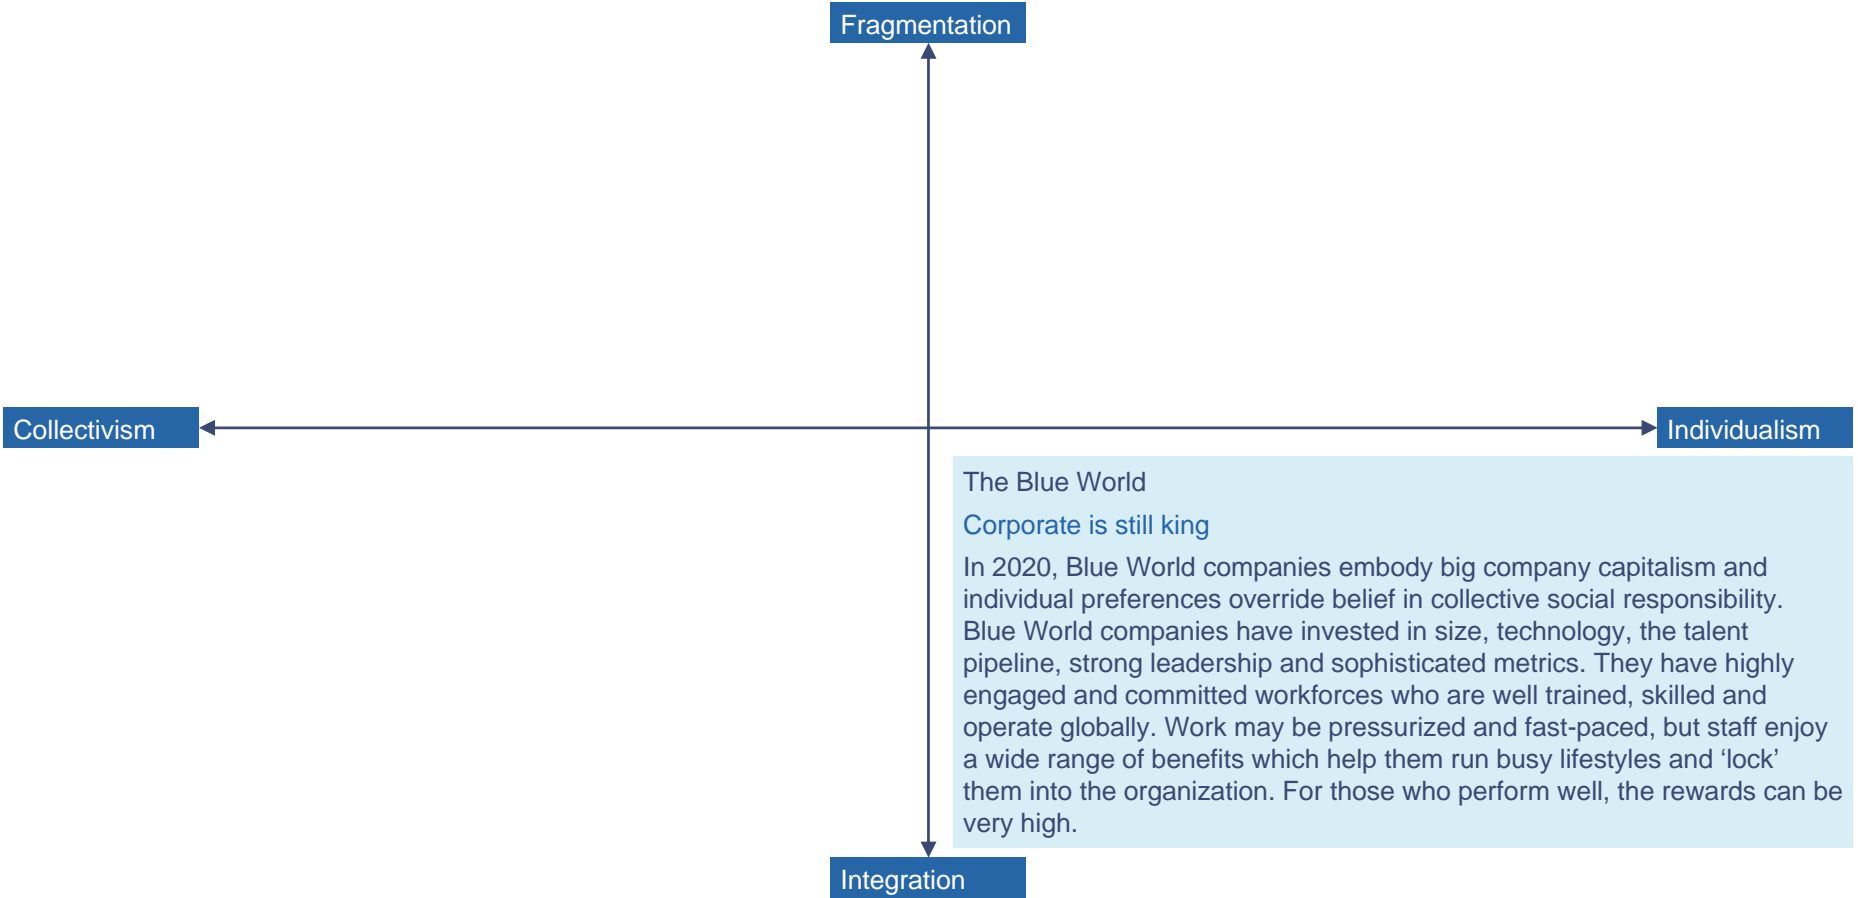 Fragmentation
Collectivism
Individualism
The Blue World
Corporate is still king
In 2020, Blue World companies embody big company capitalism and
individual preferences override belief in collective social responsibility.
Blue World companies have invested in size, technology, the talent
pipeline, strong leadership and sophisticated metrics. They have highly
engaged and committed workforces who are well trained, skilled and
operate globally. Work may be pressurized and fast-paced, but staff enjoy
a wide range of benefits which help them run busy lifestyles and ‘lock’
them into the organization. For those who perform well, the rewards can be
very high.
Integration